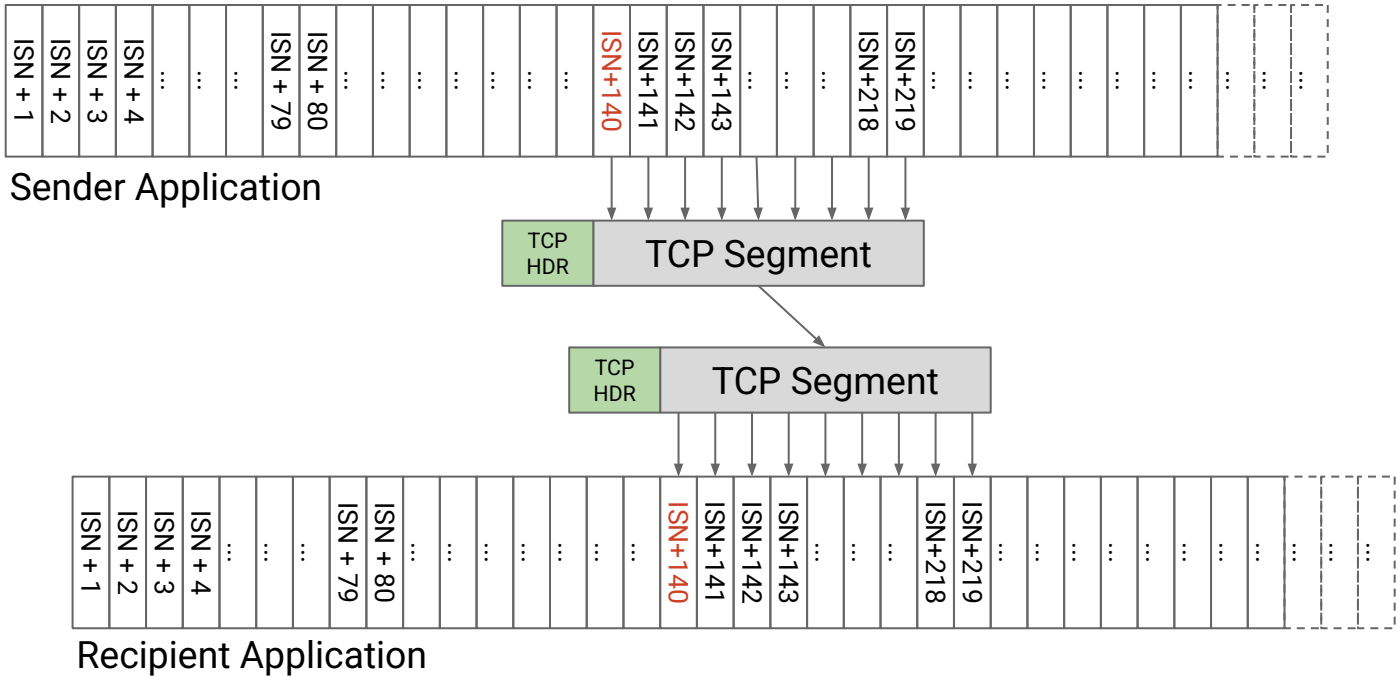 ISN + 1 ISN + 2 ISN + 3 ISN + 4 ... ... ... ISN + 79 ISN + 80 ... ... ... ... ... ... ... ISN+140 ISN+141 ISN+142 ISN+143 ... ... ... ISN+218 ISN+219 ... ... ... ... ... ... ... ... ... ... ...
Sender Application
TCP
HDR
TCP Segment
TCP
HDR
TCP Segment
ISN + 1 ISN + 2 ISN + 3 ISN + 4 ... ... ... ISN + 79 ISN + 80 ... ... ... ... ... ... ... ISN+140 ISN+141 ISN+142 ISN+143 ... ... ... ISN+218 ISN+219 ... ... ... ... ... ... ... ... ... ... ...
Recipient Application